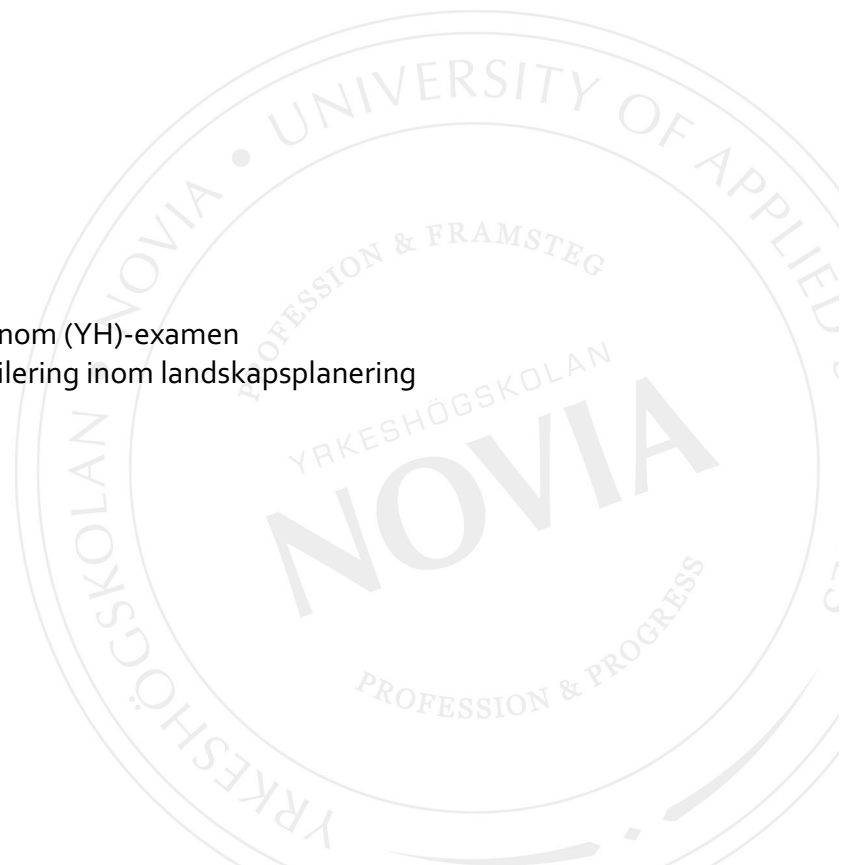 nom (YH)-examen
ilering inom landskapsplanering
YRKESHÖGSKOLAN • NOVIA • UNIVERSITY OF APPLIED
PROFESSION & FRAMSTEG
YRKESHÖGSKOLAN
NOVIA
PROFESSION & PROGRESS